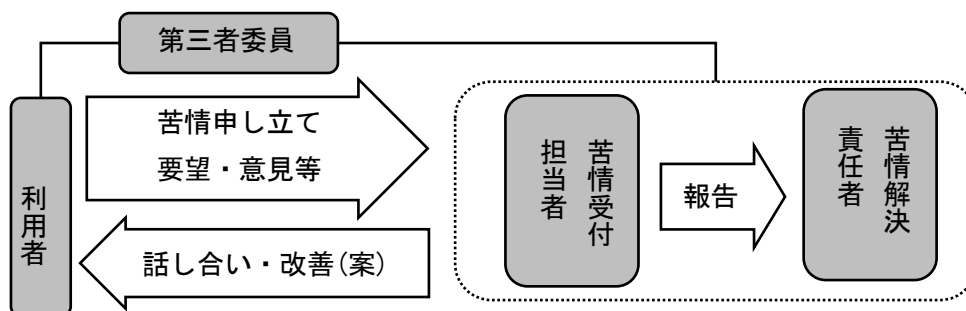 第三者委員
利用者
苦情申し立て
要望・意見等
話し合い・改善(案)
苦情受付
担当者
報告
苦情解決
責任者